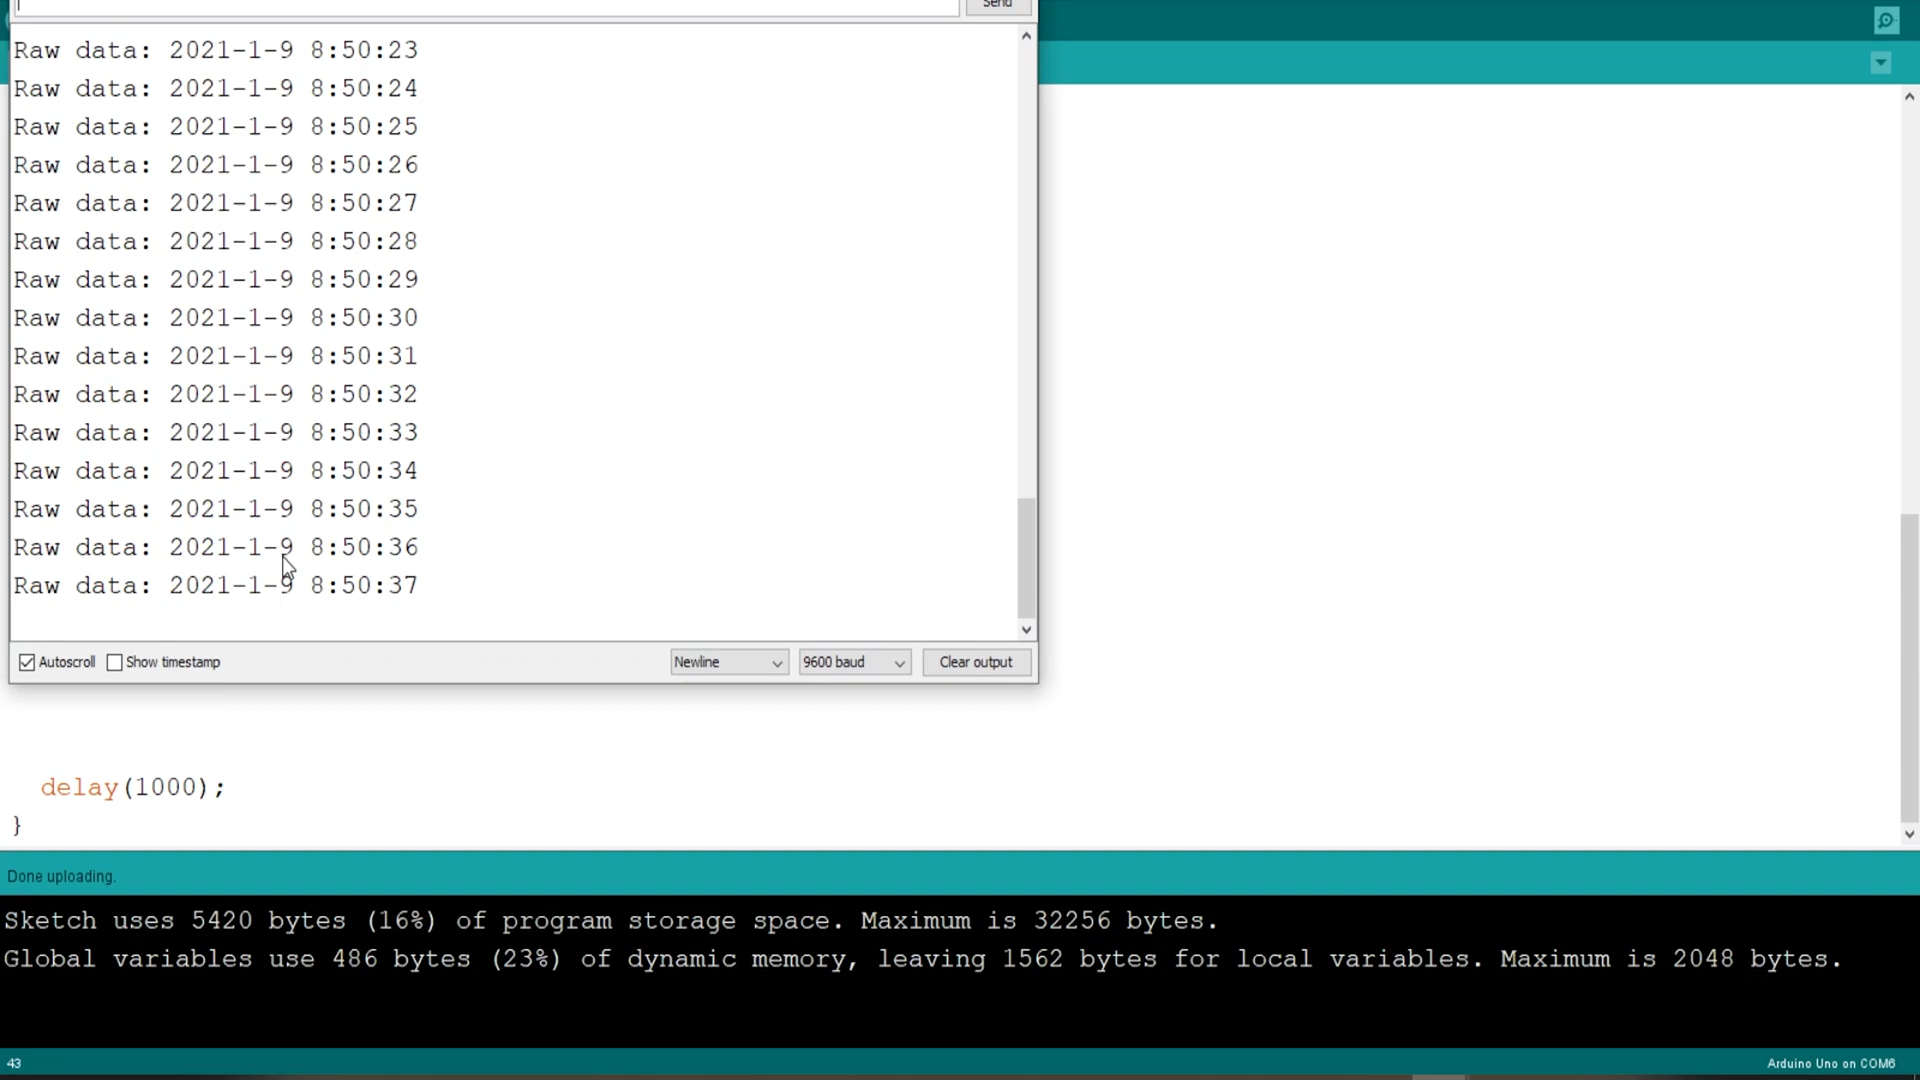 Send
Raw data: 2021-1-9 8:50:23
Raw data: 2021-1-9 8:50:24
Raw data: 2021-1-9 8:50:25
Raw data: 2021-1-9 8:50:26
Raw data: 2021-1-9 8:50:27
Raw data: 2021-1-9 8:50:28
Raw data: 2021-1-9 8:50:29
Raw data: 2021-1-9 8:50:30
Raw data: 2021-1-9 8:50:31
Raw data: 2021-1-9 8:50:32
Raw data: 2021-1-9 8:50:33
Raw data: 2021-1-9 8:50:34
Raw data: 2021-1-9 8:50:35
Raw data: 2021-1-9 8:50:36
Raw data: 2021-1-9 8:50:37
Autoscroll Show timestamp Newline 9600 baud Clear output
delay(1000);
}
Done uploading.
Sketch uses 5420 bytes (16%) of program storage space. Maximum is 32256 bytes.
Global variables use 486 bytes (23%) of dynamic memory, leaving 1562 bytes for local variables. Maximum is 2048 bytes.
43 Arduino Uno on COM6